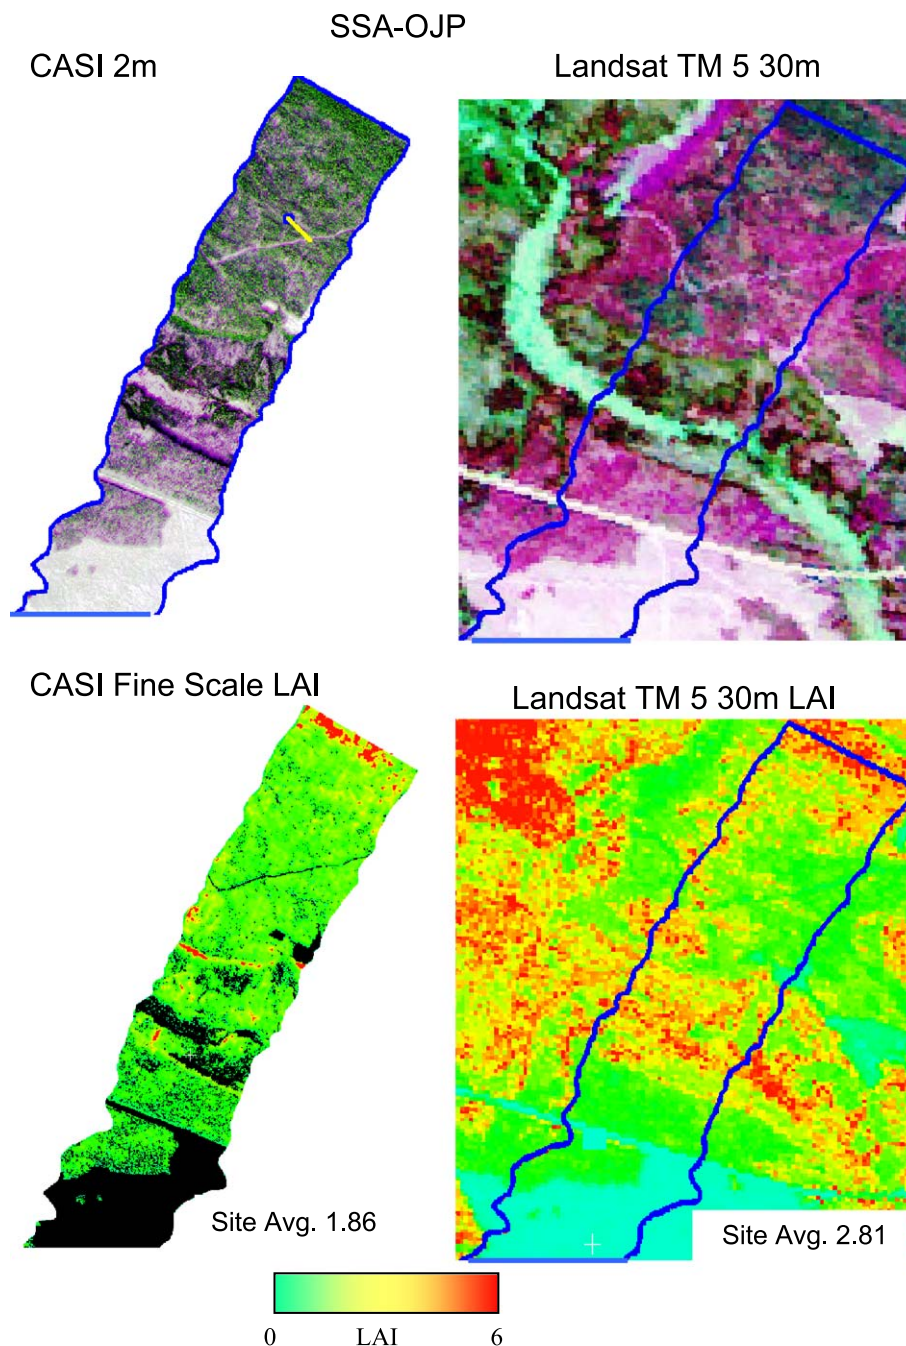 SSA-OJP
CASI 2m
Landsat TM 5 30m
CASI Fine Scale LAI
Landsat TM 5 30m LAI
Site Avg. 1.86
Site Avg. 2.81
0 LAI 6